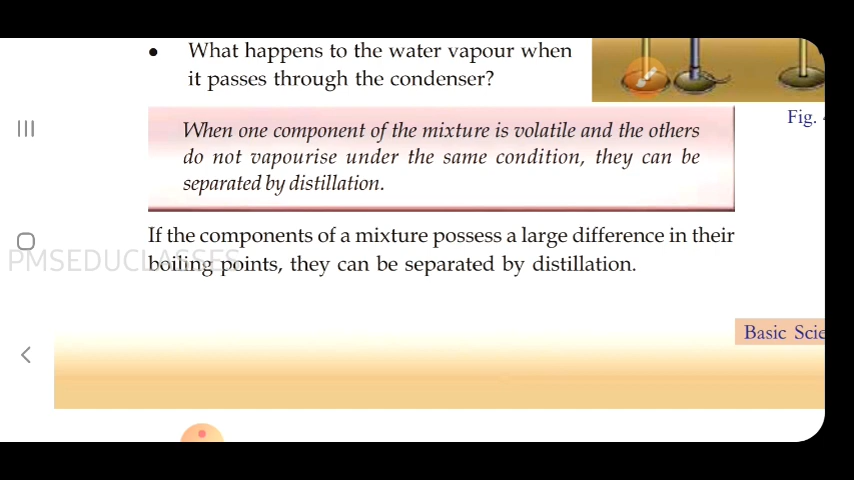 • What happens to the water vapour when
it passes through the condenser?
Fig.
When one component of the mixture is volatile and the others
do not vapourise under the same condition, they can be
separated by distillation.
If the components of a mixture possess a large difference in their
boiling points, they can be separated by distillation.
PMSEDUCLASSES
Basic Scie